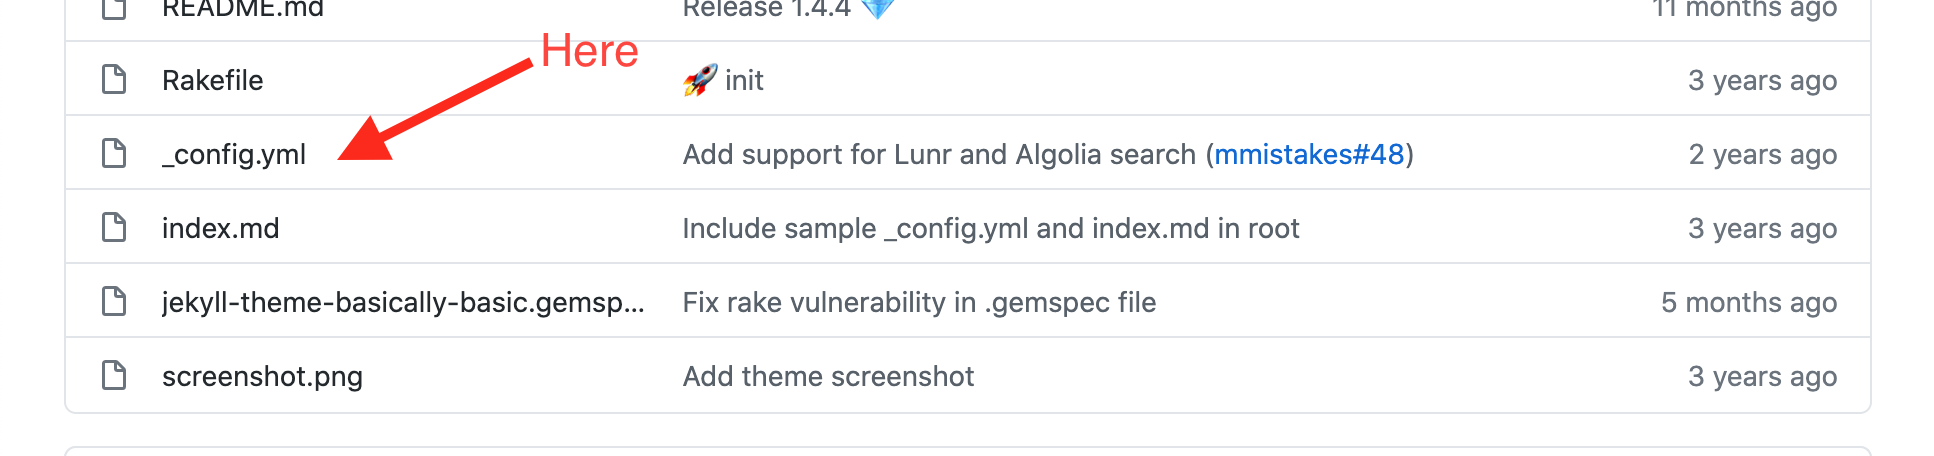 README.md Release 1.4.4 💎 11 months ago
Here
Rakefile 🚀 init 3 years ago
_config.yml Add support for Lunr and Algolia search (mmistakes#48) 2 years ago
index.md Include sample _config.yml and index.md in root 3 years ago
jekyll-theme-basically-basic.gemsp... Fix rake vulnerability in .gemspec file 5 months ago
screenshot.png Add theme screenshot 3 years ago